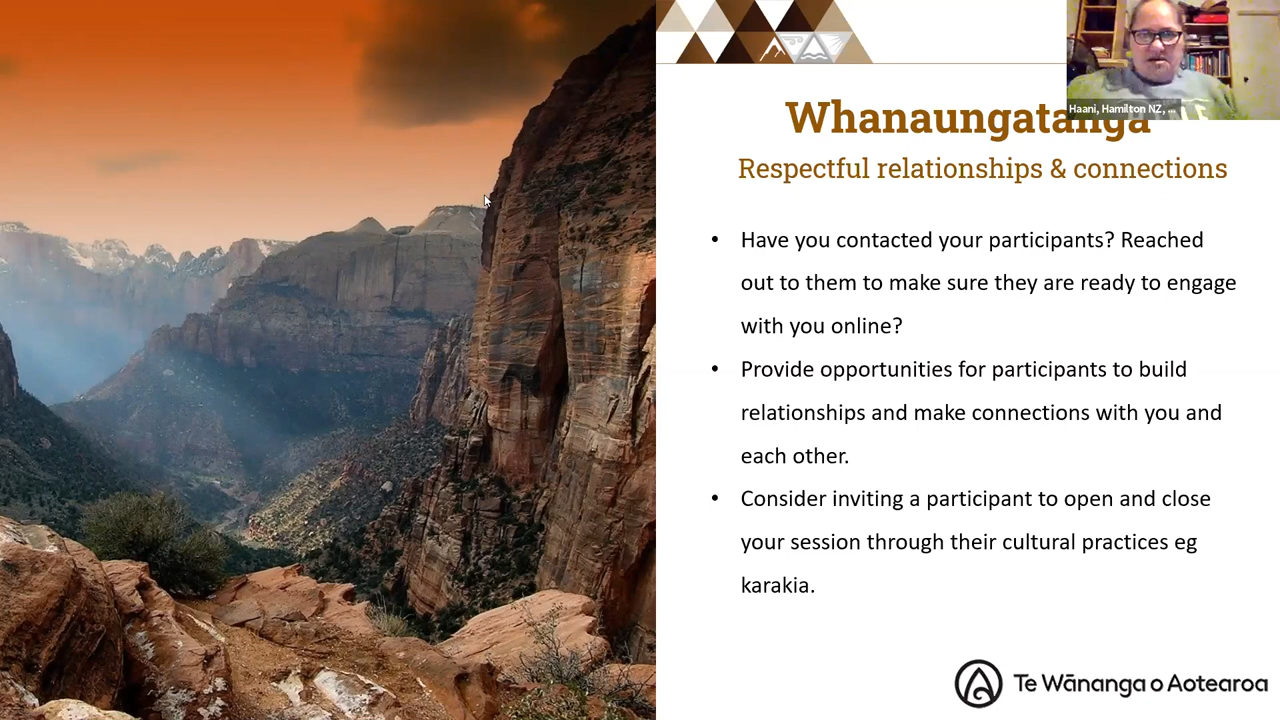 Haani, Hamilton NZ, ...
Whanaungatanga
Respectful relationships & connections
• Have you contacted your participants? Reached
out to them to make sure they are ready to engage
with you online?
• Provide opportunities for participants to build
relationships and make connections with you and
each other.
• Consider inviting a participant to open and close
your session through their cultural practices eg
karakia.
Te Wānanga o Aotearoa